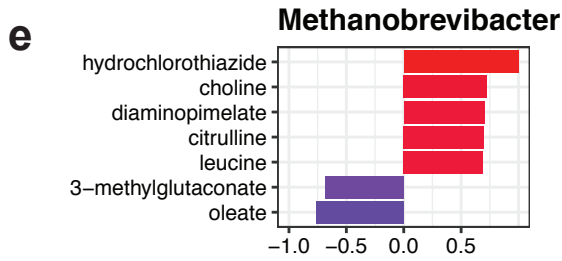 e
Methanobrevibacter
hydrochlorothiazide
choline
diaminopimelate
citrulline
leucine
3−methylglutaconate
oleate
−1.0 −0.5 0.0 0.5